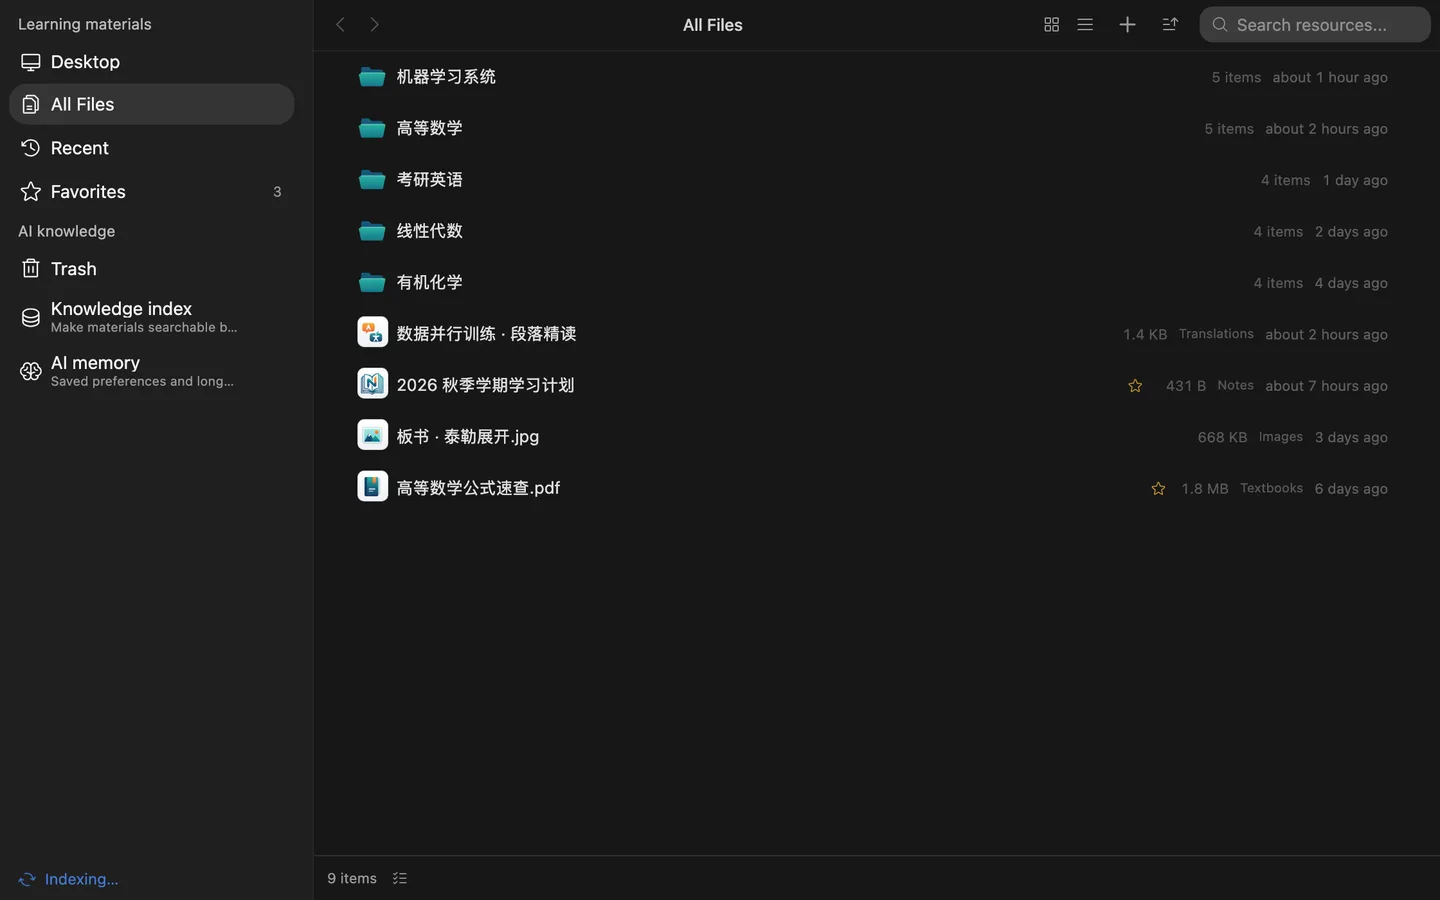 Learning materials
Desktop
All Files
Recent
Favorites 3
AI knowledge
Trash
Knowledge index
Make materials searchable b...
AI memory
Saved preferences and long...
Indexing...
All Files
Search resources...
机器学习系统 5 items about 1 hour ago
高等数学 5 items about 2 hours ago
考研英语 4 items 1 day ago
线性代数 4 items 2 days ago
有机化学 4 items 4 days ago
数据并行训练 · 段落精读 1.4 KB Translations about 2 hours ago
2026 秋季学期学习计划 431 B Notes about 7 hours ago
板书 · 泰勒展开.jpg 668 KB Images 3 days ago
高等数学公式速查.pdf 1.8 MB Textbooks 6 days ago
9 items